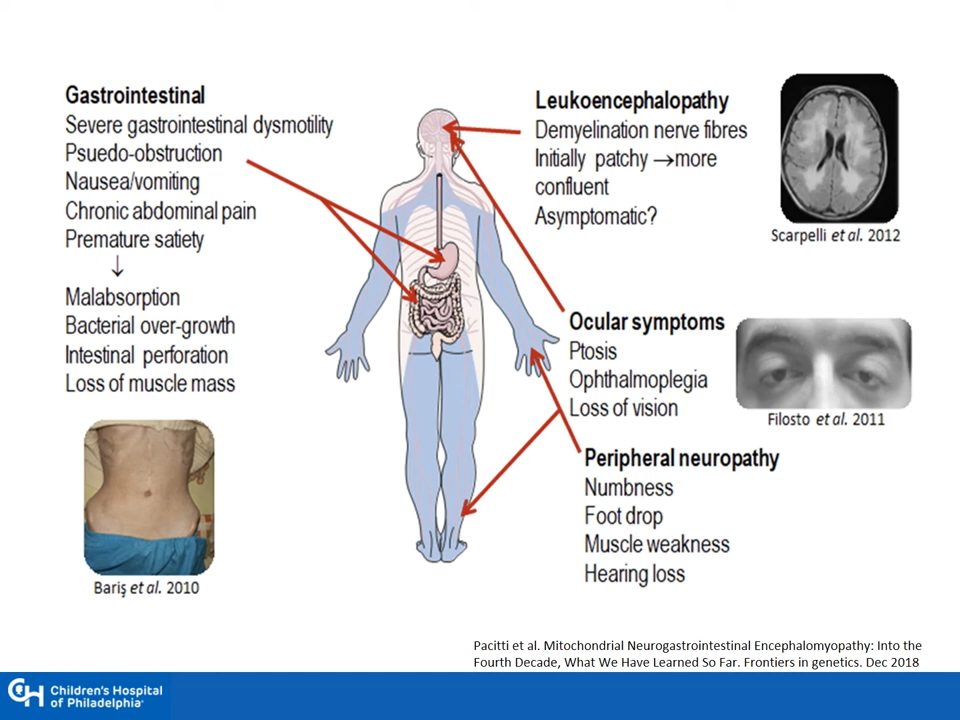 Gastrointestinal
Severe gastrointestinal dysmotility
Psuedo-obstruction
Nausea/vomiting
Chronic abdominal pain
Premature satiety
↓
Malabsorption
Bacterial over-growth
Intestinal perforation
Loss of muscle mass
Bariş et al. 2010
Leukoencephalopathy
Demyelination nerve fibres
Initially patchy →more
confluent
Asymptomatic?
Scarpelli et al. 2012
Ocular symptoms
Ptosis
Ophthalmoplegia
Loss of vision
Filosto et al. 2011
Peripheral neuropathy
Numbness
Foot drop
Muscle weakness
Hearing loss
Pacitti et al. Mitochondrial Neurogastrointestinal Encephalomyopathy: Into the
Fourth Decade, What We Have Learned So Far. Frontiers in genetics. Dec 2018
CH Children's Hospital
of Philadelphia